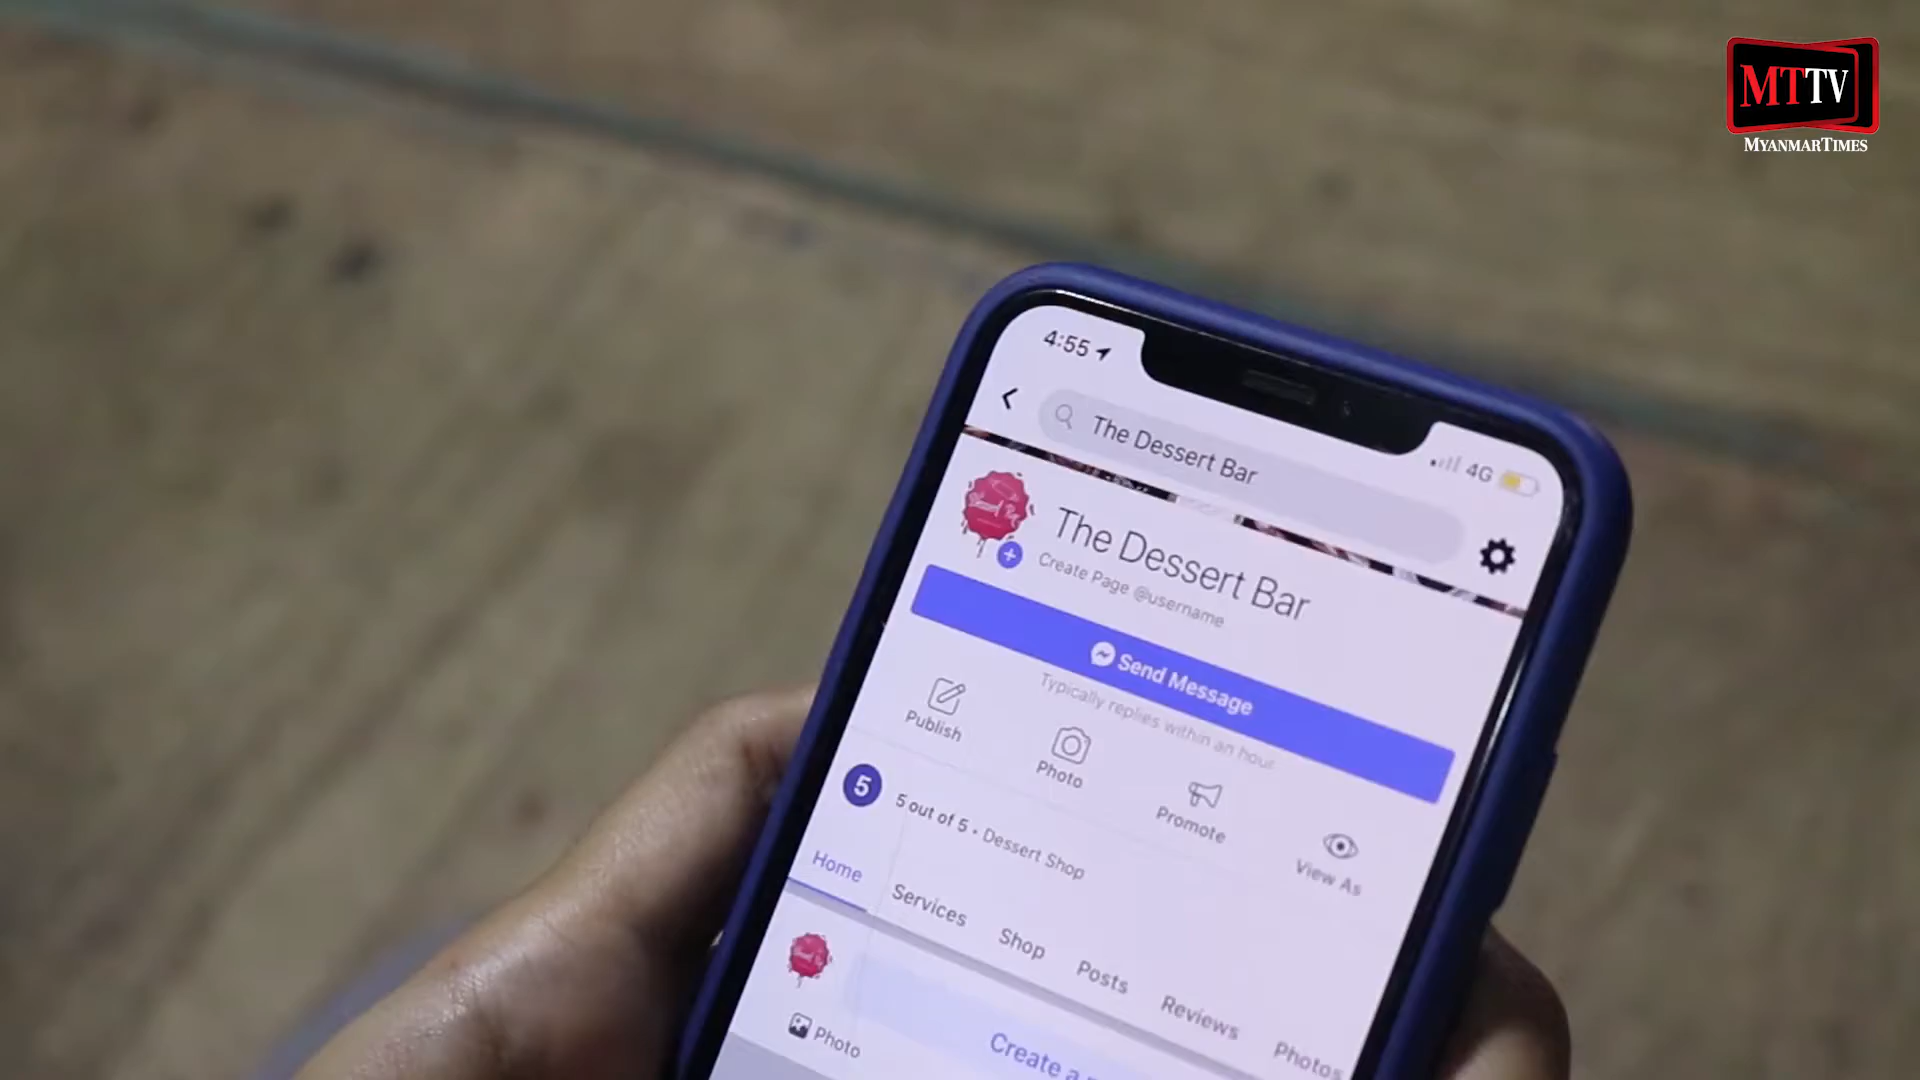 MTTV
MYANMARTIMES
4:55
4G
The Dessert Bar
The Dessert Bar
Create Page @username
Send Message
Typically replies within an hour
Publish
Photo
Promote
View As
5
5 out of 5 • Dessert Shop
Home
Services
Shop
Posts
Reviews
Photos
Photo
Create a